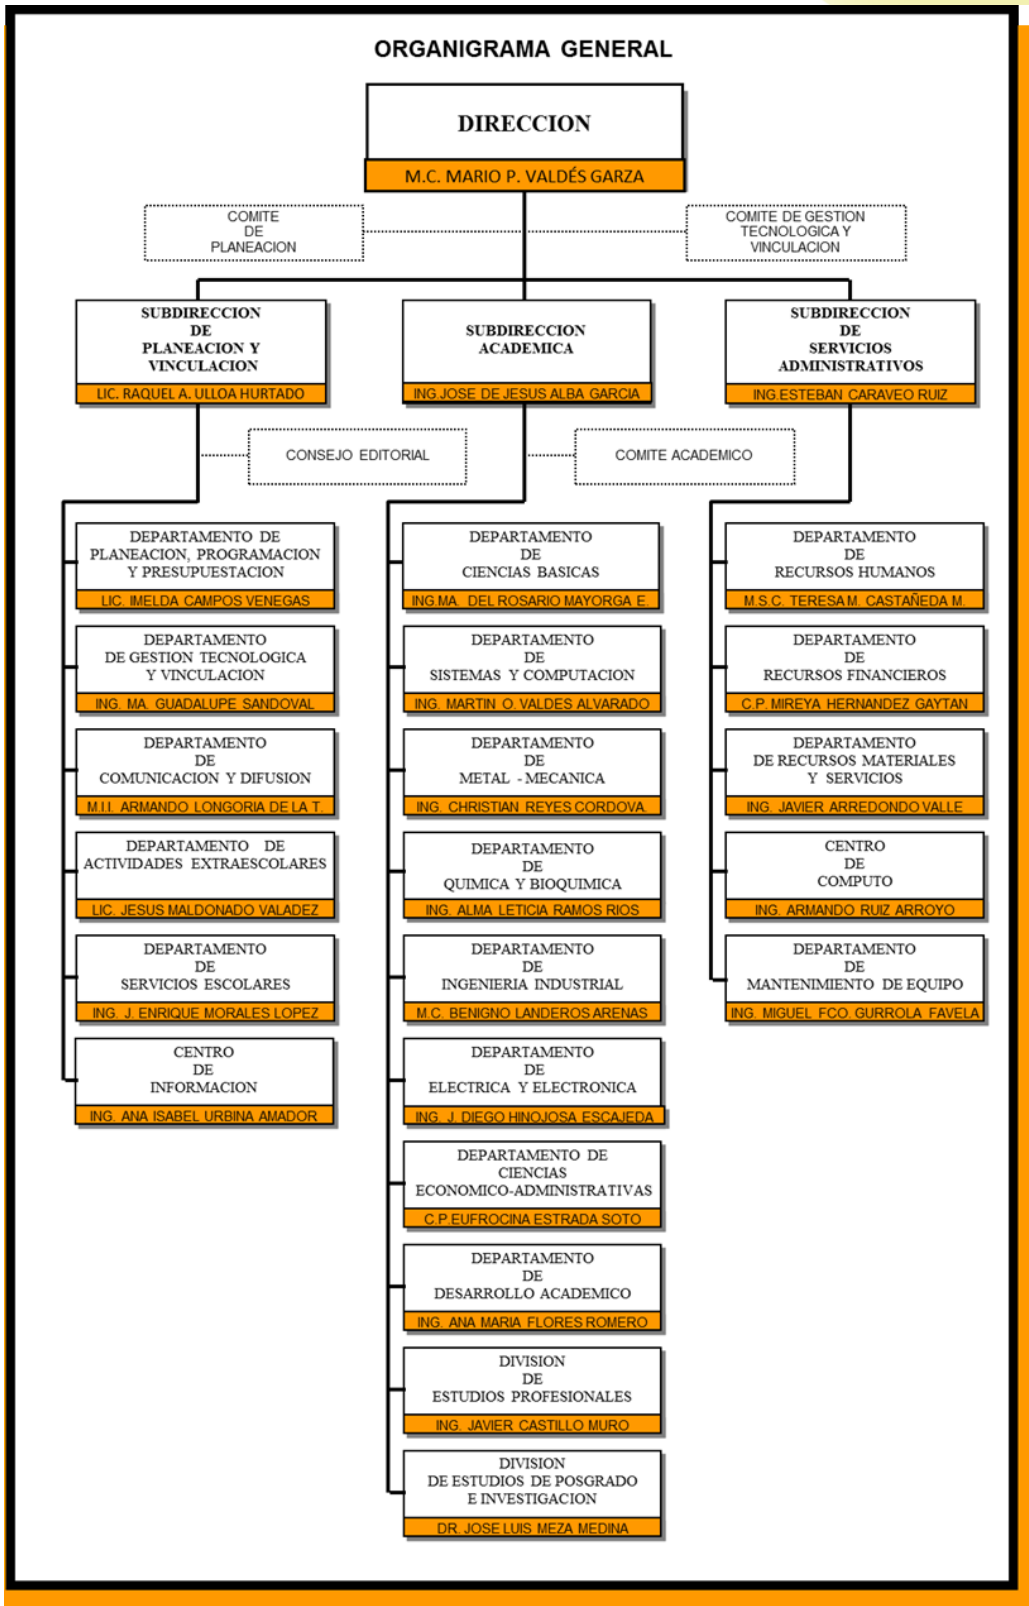 ORGANIGRAMA GENERAL
DIRECCION
M.C. MARIO P. VALDÉS GARZA
COMITE
DE
PLANEACION
COMITE DE GESTION
TECNOLOGICA Y
VINCULACION
SUBDIRECCION
DE
PLANEACION Y
VINCULACION
LIC. RAQUEL A. ULLOA HURTADO
SUBDIRECCION
ACADEMICA
ING.JOSE DE JESUS ALBA GARCIA
SUBDIRECCION
DE
SERVICIOS
ADMINISTRATIVOS
ING.ESTEBAN CARAVEO RUIZ
CONSEJO EDITORIAL
COMITE ACADEMICO
DEPARTAMENTO DE
PLANEACION, PROGRAMACION
Y PRESUPUESTACION
LIC. IMELDA CAMPOS VENEGAS
DEPARTAMENTO
DE GESTION TECNOLOGICA
Y VINCULACION
ING. MA. GUADALUPE SANDOVAL
DEPARTAMENTO
DE
COMUNICACION Y DIFUSION
M.I.I. ARMANDO LONGORIA DE LA T.
DEPARTAMENTO DE
ACTIVIDADES EXTRAESCOLARES
LIC. JESUS MALDONADO VALADEZ
DEPARTAMENTO
DE
SERVICIOS ESCOLARES
ING. J. ENRIQUE MORALES LOPEZ
CENTRO
DE
INFORMACION
ING. ANA ISABEL URBINA AMADOR
DEPARTAMENTO
DE
CIENCIAS BASICAS
ING.MA. DEL ROSARIO MAYORGA E.
DEPARTAMENTO
DE
SISTEMAS Y COMPUTACION
ING. MARTIN O. VALDES ALVARADO
DEPARTAMENTO
DE
METAL - MECANICA
ING. CHRISTIAN REYES CORDOVA.
DEPARTAMENTO
DE
QUIMICA Y BIOQUIMICA
ING. ALMA LETICIA RAMOS RIOS
DEPARTAMENTO
DE
INGENIERIA INDUSTRIAL
M.C. BENIGNO LANDEROS ARENAS
DEPARTAMENTO
DE
ELECTRICA Y ELECTRONICA
ING. J. DIEGO HINOJOSA ESCAJEDA
DEPARTAMENTO DE
CIENCIAS
ECONOMICO-ADMINISTRATIVAS
C.P.EUFROCINA ESTRADA SOTO
DEPARTAMENTO
DE
DESARROLLO ACADEMICO
ING. ANA MARIA FLORES ROMERO
DIVISION
DE
ESTUDIOS PROFESIONALES
ING. JAVIER CASTILLO MURO
DIVISION
DE ESTUDIOS DE POSGRADO
E INVESTIGACION
DR. JOSE LUIS MEZA MEDINA
DEPARTAMENTO
DE
RECURSOS HUMANOS
M.S.C. TERESA M. CASTAÑEDA M.
DEPARTAMENTO
DE
RECURSOS FINANCIEROS
C.P. MIREYA HERNANDEZ GAYTAN
DEPARTAMENTO
DE RECURSOS MATERIALES
Y SERVICIOS
ING. JAVIER ARREDONDO VALLE
CENTRO
DE
COMPUTO
ING. ARMANDO RUIZ ARROYO
DEPARTAMENTO
DE
MANTENIMIENTO DE EQUIPO
ING. MIGUEL FCO. GURROLA FAVELA